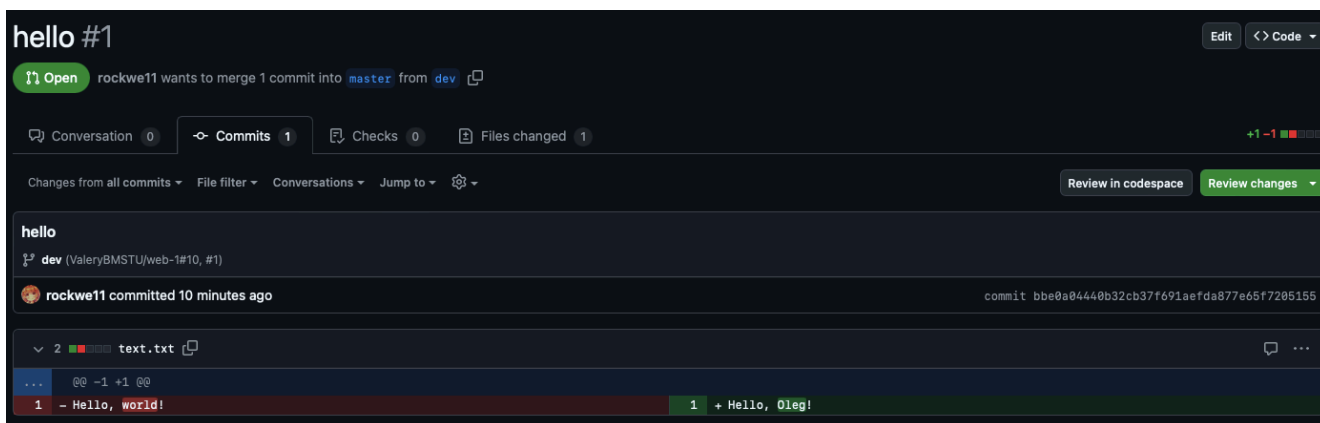 hello #1
Edit <> Code
Open rockwe11 wants to merge 1 commit into master from dev
Conversation 0 Commits 1 Checks 0 Files changed 1 +1 −1
Changes from all commits File filter Conversations Jump to Review in codespace Review changes
hello
dev (ValeryBMSTU/web-1#10, #1)
rockwe11 committed 10 minutes ago commit bbe0a04440b32cb37f691aefda877e65f7205155
2 text.txt
... @@ -1 +1 @@
1 - Hello, world! 1 + Hello, Oleg!